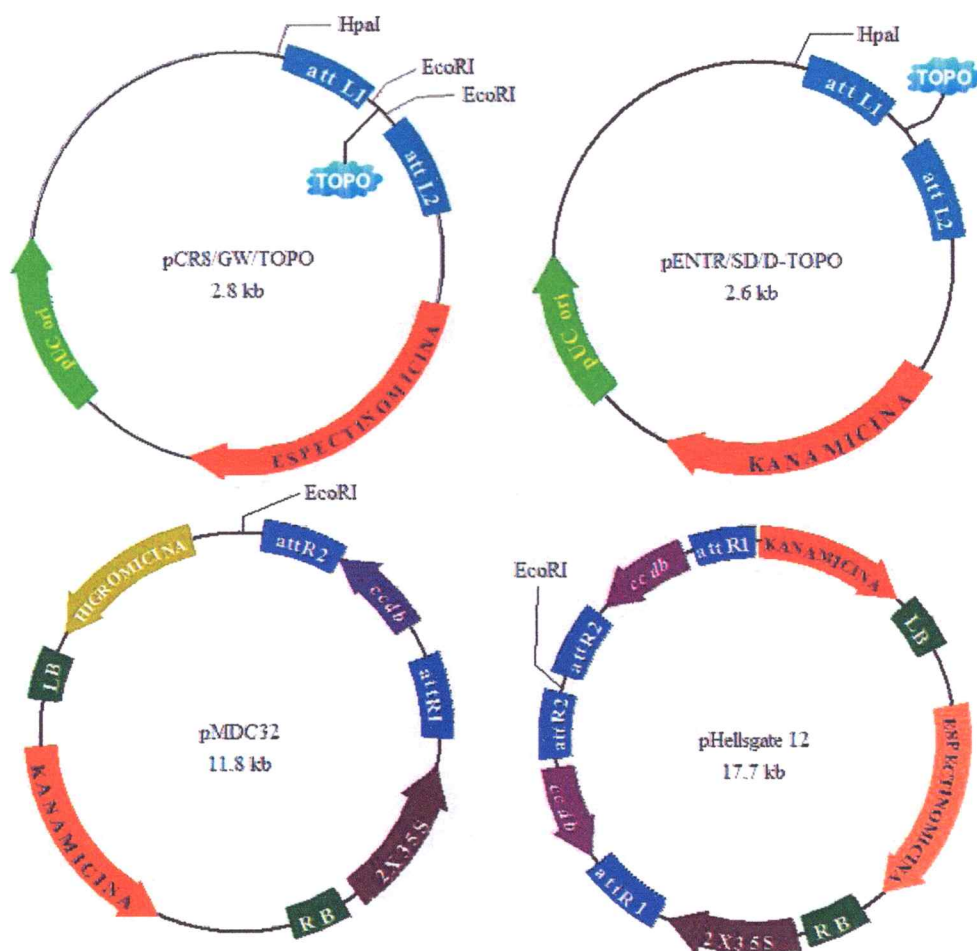 HpaI
att L1
EcoRI
EcoRI
TOPO
att L2
pCR8/GW/TOPO
2.8 kb
pUC ori
ESPECTISOMICINA
HpaI
att L1
TOPO
att L2
pENTR/SD/D-TOPO
2.6 kb
pUC ori
KANAMICINA
EcoRI
attR2
HIGROMICINA
ccdb
attR1
LB
pMDC32
11.8 kb
KANAMICINA
2X35S
RB
attR1
KANAMICINA
ccdb
EcoRI
LB
attR2
attR2
pHellsgate 12
17.7 kb
ESPECTINOMICINA
ccdb
attR1
2X35S
RB